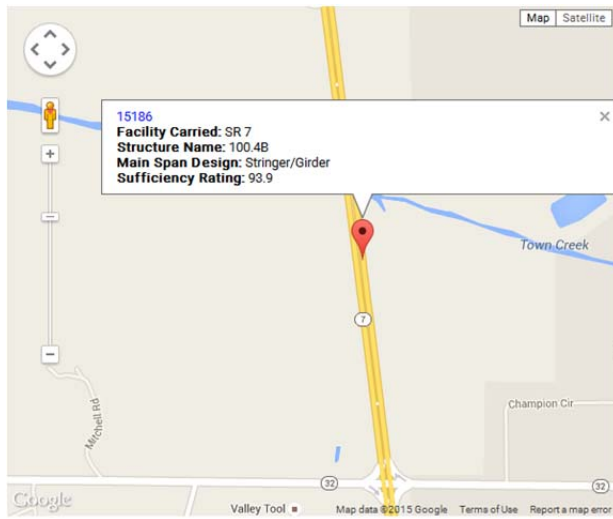 Map Satellite
15186
Facility Carried: SR 7
Structure Name: 100.4B
Main Span Design: Stringer/Girder
Sufficiency Rating: 93.9
Town Creek
7
Champion Cir
Mitchell Rd
32
32
Google
Valley Tool
Map data ©2015 Google Terms of Use Report a map error